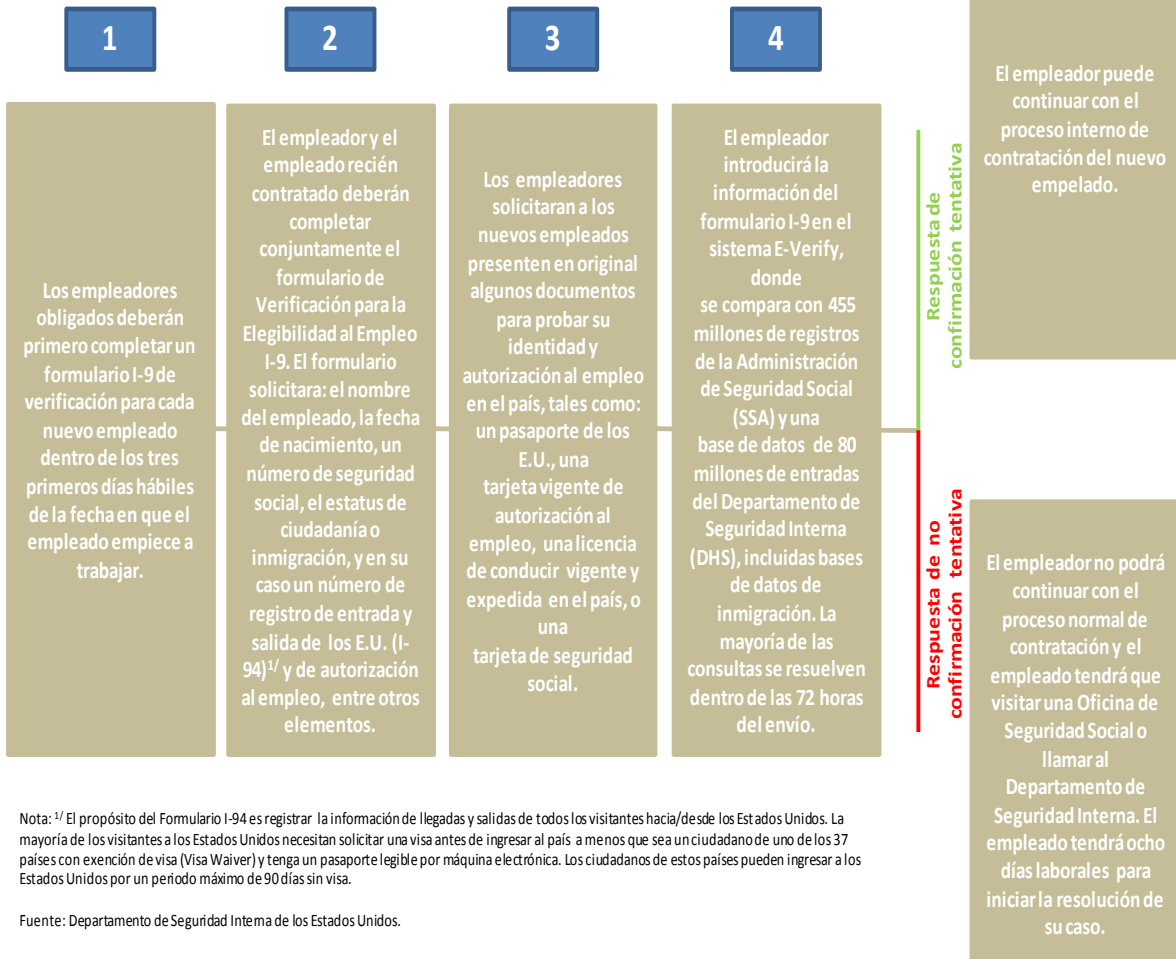 1
2
3
4
Los empleadores
obligados deberán
primero completar un
formulario I-9 de
verificación para cada
nuevo empleado
dentro de los tres
primeros días hábiles
de la fecha en que el
empleado empiece a
trabajar.
El empleador y el
empleado recién
contratado deberán
completar
conjuntamente el
formulario de
Verificación para la
Elegibilidad al Empleo
I-9. El formulario
solicitara: el nombre
del empleado, la fecha
de nacimiento, un
número de seguridad
social, el estatus de
ciudadanía o
inmigración, y en su
caso un número de
registro de entrada y
salida de los E.U. (I-
94)1/ y de autorización
al empleo, entre otros
elementos.
Los empleadores
solicitaran a los
nuevos empleados
presenten en original
algunos documentos
para probar su
identidad y
autorización al empleo
en el país, tales como:
un pasaporte de los
E.U., una
tarjeta vigente de
autorización al
empleo, una licencia
de conducir vigente y
expedida en el país, o
una
tarjeta de seguridad
social.
El empleador
introducirá la
información del
formulario I-9 en el
sistema E-Verify,
donde
se compara con 455
millones de registros
de la Administración
de Seguridad Social
(SSA) y una
base de datos de 80
millones de entradas
del Departamento de
Seguridad Interna
(DHS), incluidas bases
de datos de
inmigración. La
mayoría de las
consultas se resuelven
dentro de las 72 horas
del envío.
Respuesta de
confirmación tentativa
El empleador puede
continuar con el
proceso interno de
contratación del nuevo
empelado.
Respuesta de no
confirmación tentativa
El empleador no podrá
continuar con el
proceso normal de
contratación y el
empleado tendrá que
visitar una Oficina de
Seguridad Social o
llamar al
Departamento de
Seguridad Interna. El
empleado tendrá ocho
días laborales para
iniciar la resolución de
su caso.
Nota: 1/ El propósito del Formulario I-94 es registrar la información de llegadas y salidas de todos los visitantes hacia/desde los Estados Unidos. La
mayoría de los visitantes a los Estados Unidos necesitan solicitar una visa antes de ingresar al país a menos que sea un ciudadano de uno de los 37
países con exención de visa (Visa Waiver) y tenga un pasaporte legible por máquina electrónica. Los ciudadanos de estos países pueden ingresar a los
Estados Unidos por un periodo máximo de 90 días sin visa.
Fuente: Departamento de Seguridad Interna de los Estados Unidos.